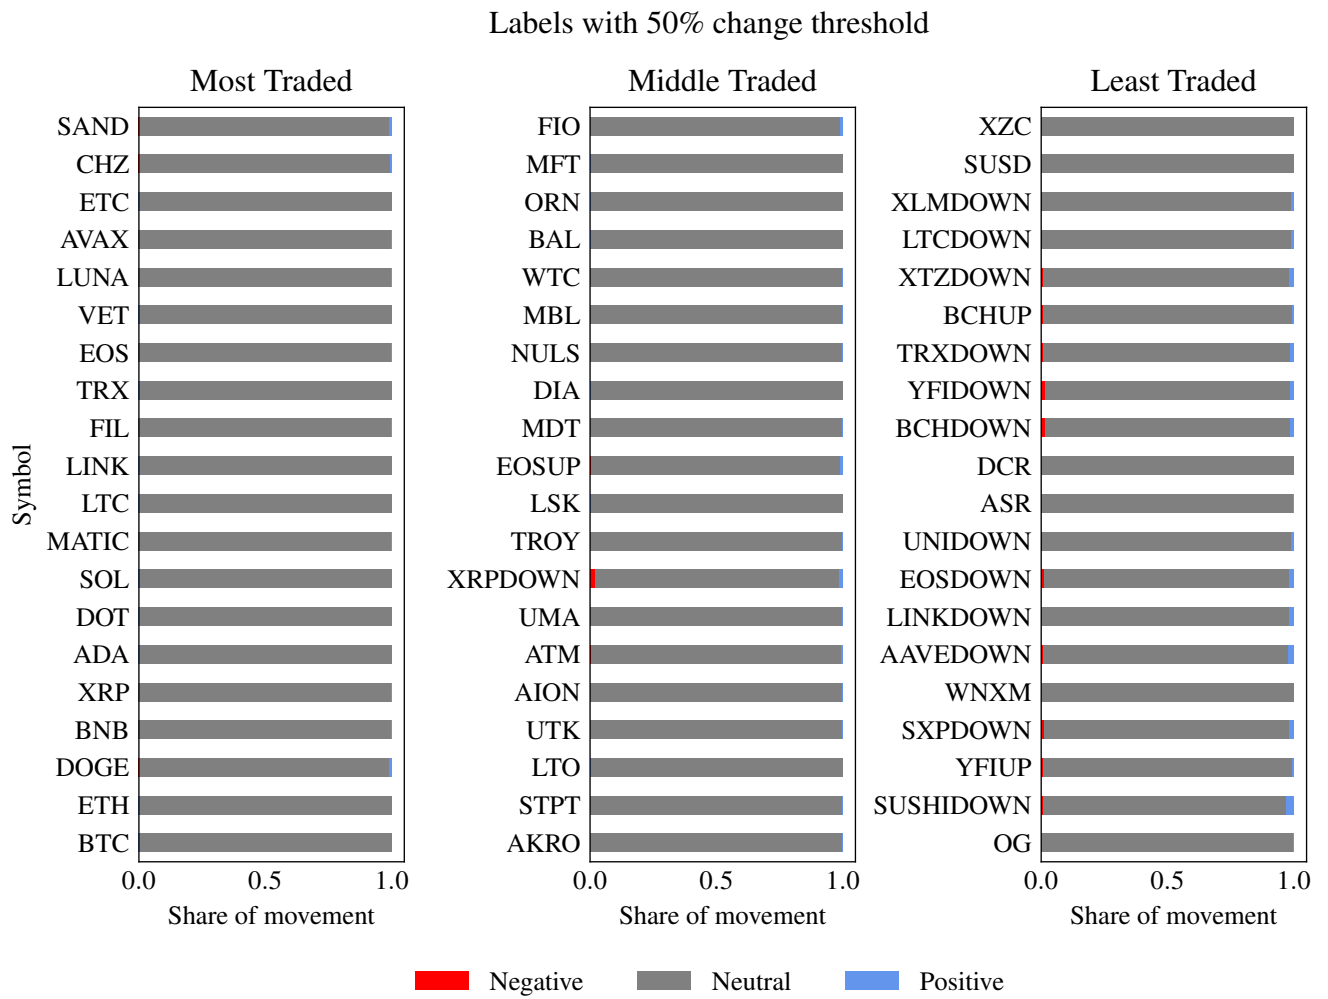 Labels with 50% change threshold
Most Traded
Symbol
SAND
CHZ
ETC
AVAX
LUNA
VET
EOS
TRX
FIL
LINK
LTC
MATIC
SOL
DOT
ADA
XRP
BNB
DOGE
ETH
BTC
0.0 0.5 1.0
Share of movement
Middle Traded
FIO
MFT
ORN
BAL
WTC
MBL
NULS
DIA
MDT
EOSUP
LSK
TROY
XRPDOWN
UMA
ATM
AION
UTK
LTO
STPT
AKRO
0.0 0.5 1.0
Share of movement
Least Traded
XZC
SUSD
XLMDOWN
LTCDOWN
XTZDOWN
BCHUP
TRXDOWN
YFIDOWN
BCHDOWN
DCR
ASR
UNIDOWN
EOSDOWN
LINKDOWN
AAVEDOWN
WNXM
SXPDOWN
YFIUP
SUSHIDOWN
OG
0.0 0.5 1.0
Share of movement
Negative Neutral Positive